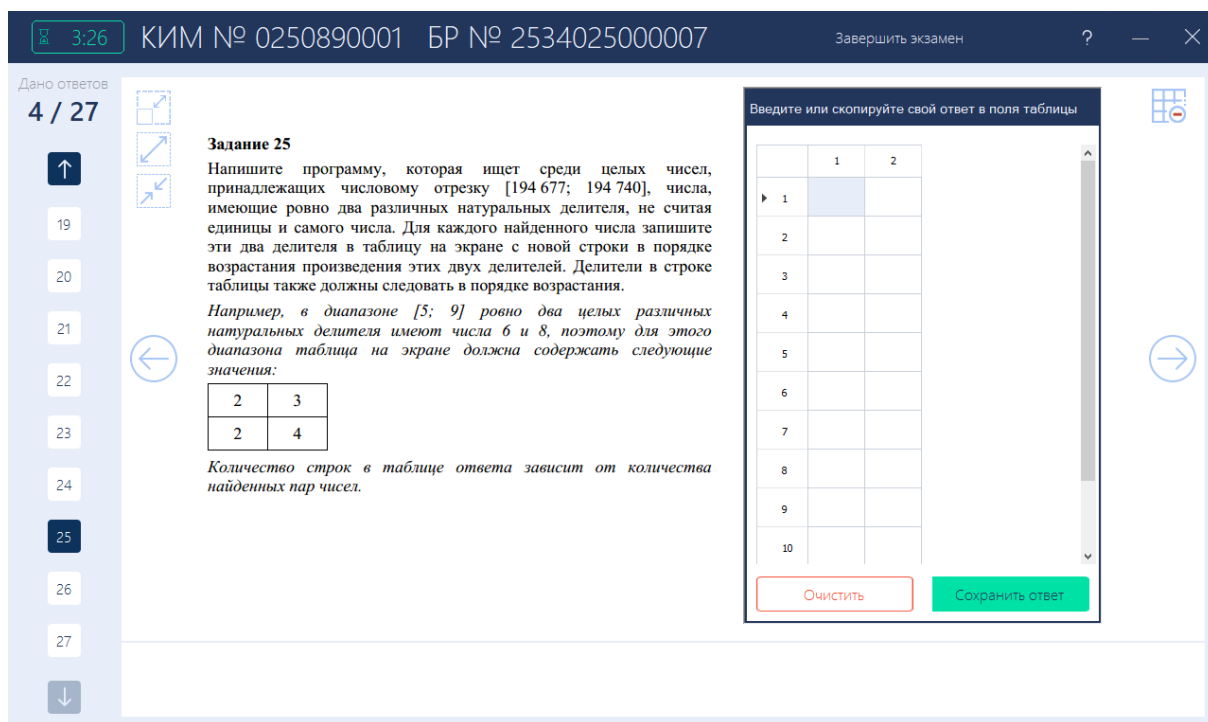 3:26 КИМ № 0250890001 БР № 2534025000007 Завершить экзамен ?
Дано ответов
4 / 27
19
20
21
22
23
24
25
26
27
Задание 25
Напишите программу, которая ищет среди целых чисел,
принадлежащих числовому отрезку [194 677; 194 740], числа,
имеющие ровно два различных натуральных делителя, не считая
единицы и самого числа. Для каждого найденного числа запишите
эти два делителя в таблицу на экране с новой строки в порядке
возрастания произведения этих двух делителей. Делители в строке
таблицы также должны следовать в порядке возрастания.
Например, в диапазоне [5; 9] ровно два целых различных
натуральных делителя имеют числа 6 и 8, поэтому для этого
диапазона таблица на экране должна содержать следующие
значения:
2 3
2 4
Количество строк в таблице ответа зависит от количества
найденных пар чисел.
Введите или скопируйте свой ответ в поля таблицы
1 2
1
2
3
4
5
6
7
8
9
10
Очистить Сохранить ответ